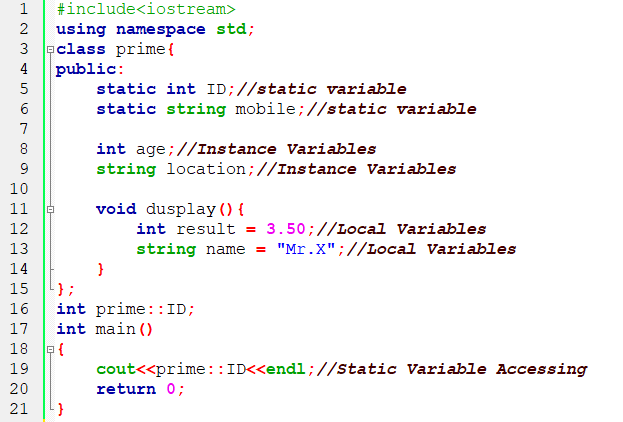 1 #include<iostream>
2 using namespace std;
3 class prime{
4 public:
5 static int ID;//static variable
6 static string mobile;//static variable
7
8 int age;//Instance Variables
9 string location;//Instance Variables
10
11 void dusplay(){
12 int result = 3.50;//Local Variables
13 string name = "Mr.X";//Local Variables
14 }
15 };
16 int prime::ID;
17 int main()
18 {
19 cout<<prime::ID<<endl;//Static Variable Accessing
20 return 0;
21 }